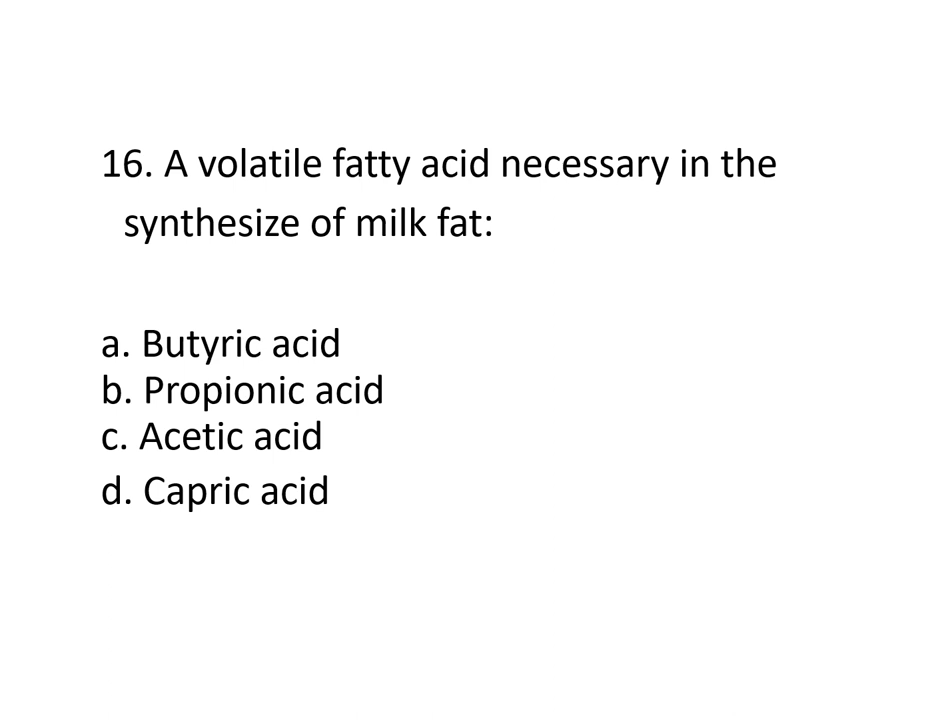 16. A volatile fatty acid necessary in the
synthesize of milk fat:
a. Butyric acid
b. Propionic acid
c. Acetic acid
d. Capric acid